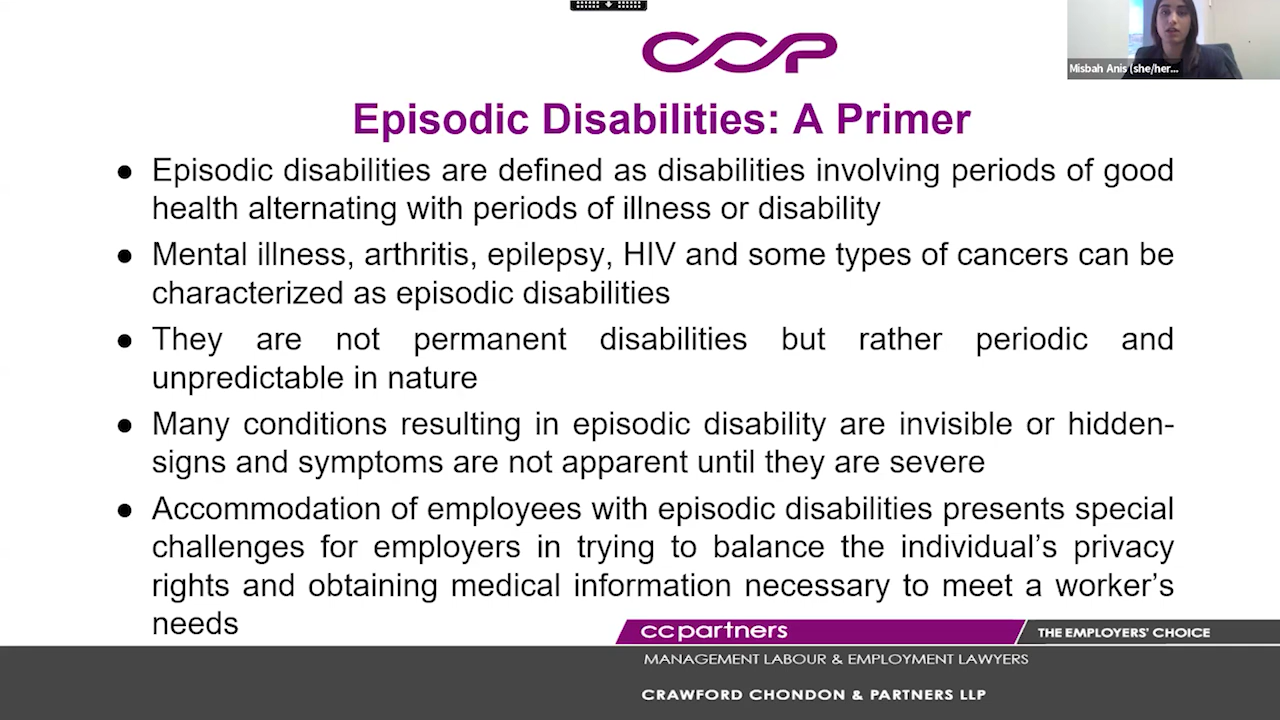 CCP
Misbah Anis (she/her...
Episodic Disabilities: A Primer
● Episodic disabilities are defined as disabilities involving periods of good
health alternating with periods of illness or disability
● Mental illness, arthritis, epilepsy, HIV and some types of cancers can be
characterized as episodic disabilities
● They are not permanent disabilities but rather periodic and
unpredictable in nature
● Many conditions resulting in episodic disability are invisible or hidden-
signs and symptoms are not apparent until they are severe
● Accommodation of employees with episodic disabilities presents special
challenges for employers in trying to balance the individual’s privacy
rights and obtaining medical information necessary to meet a worker’s
needs
ccpartners
THE EMPLOYERS' CHOICE
MANAGEMENT LABOUR & EMPLOYMENT LAWYERS
CRAWFORD CHONDON & PARTNERS LLP